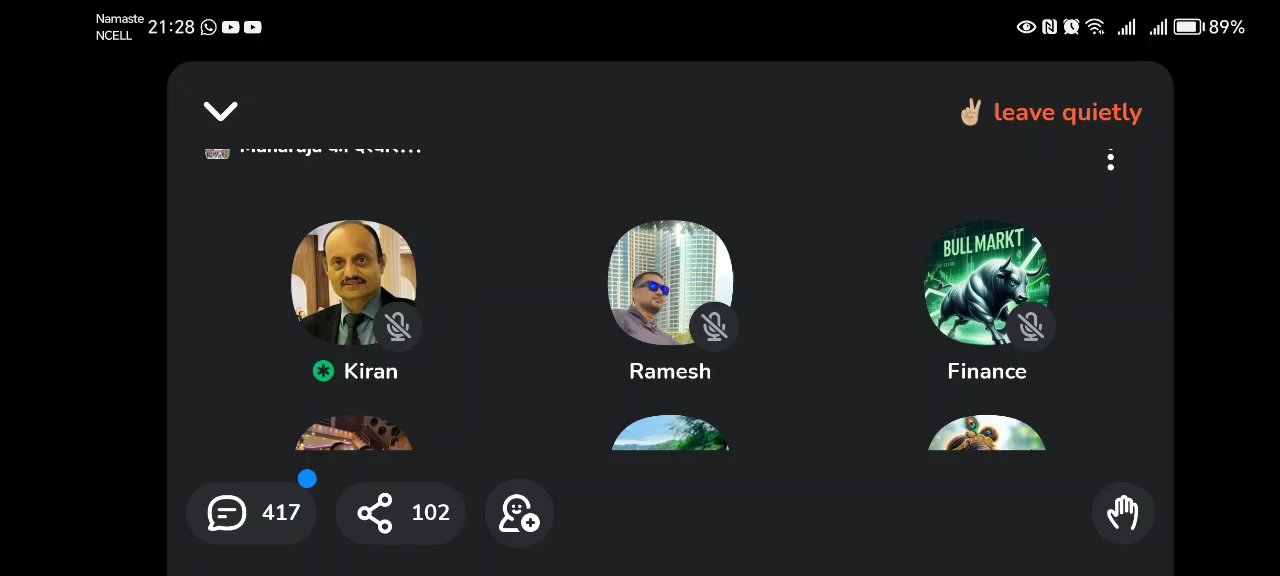 Namaste
NCELL
21:28
89%
leave quietly
BULL MARKT
Kiran
Ramesh
Finance
417
102